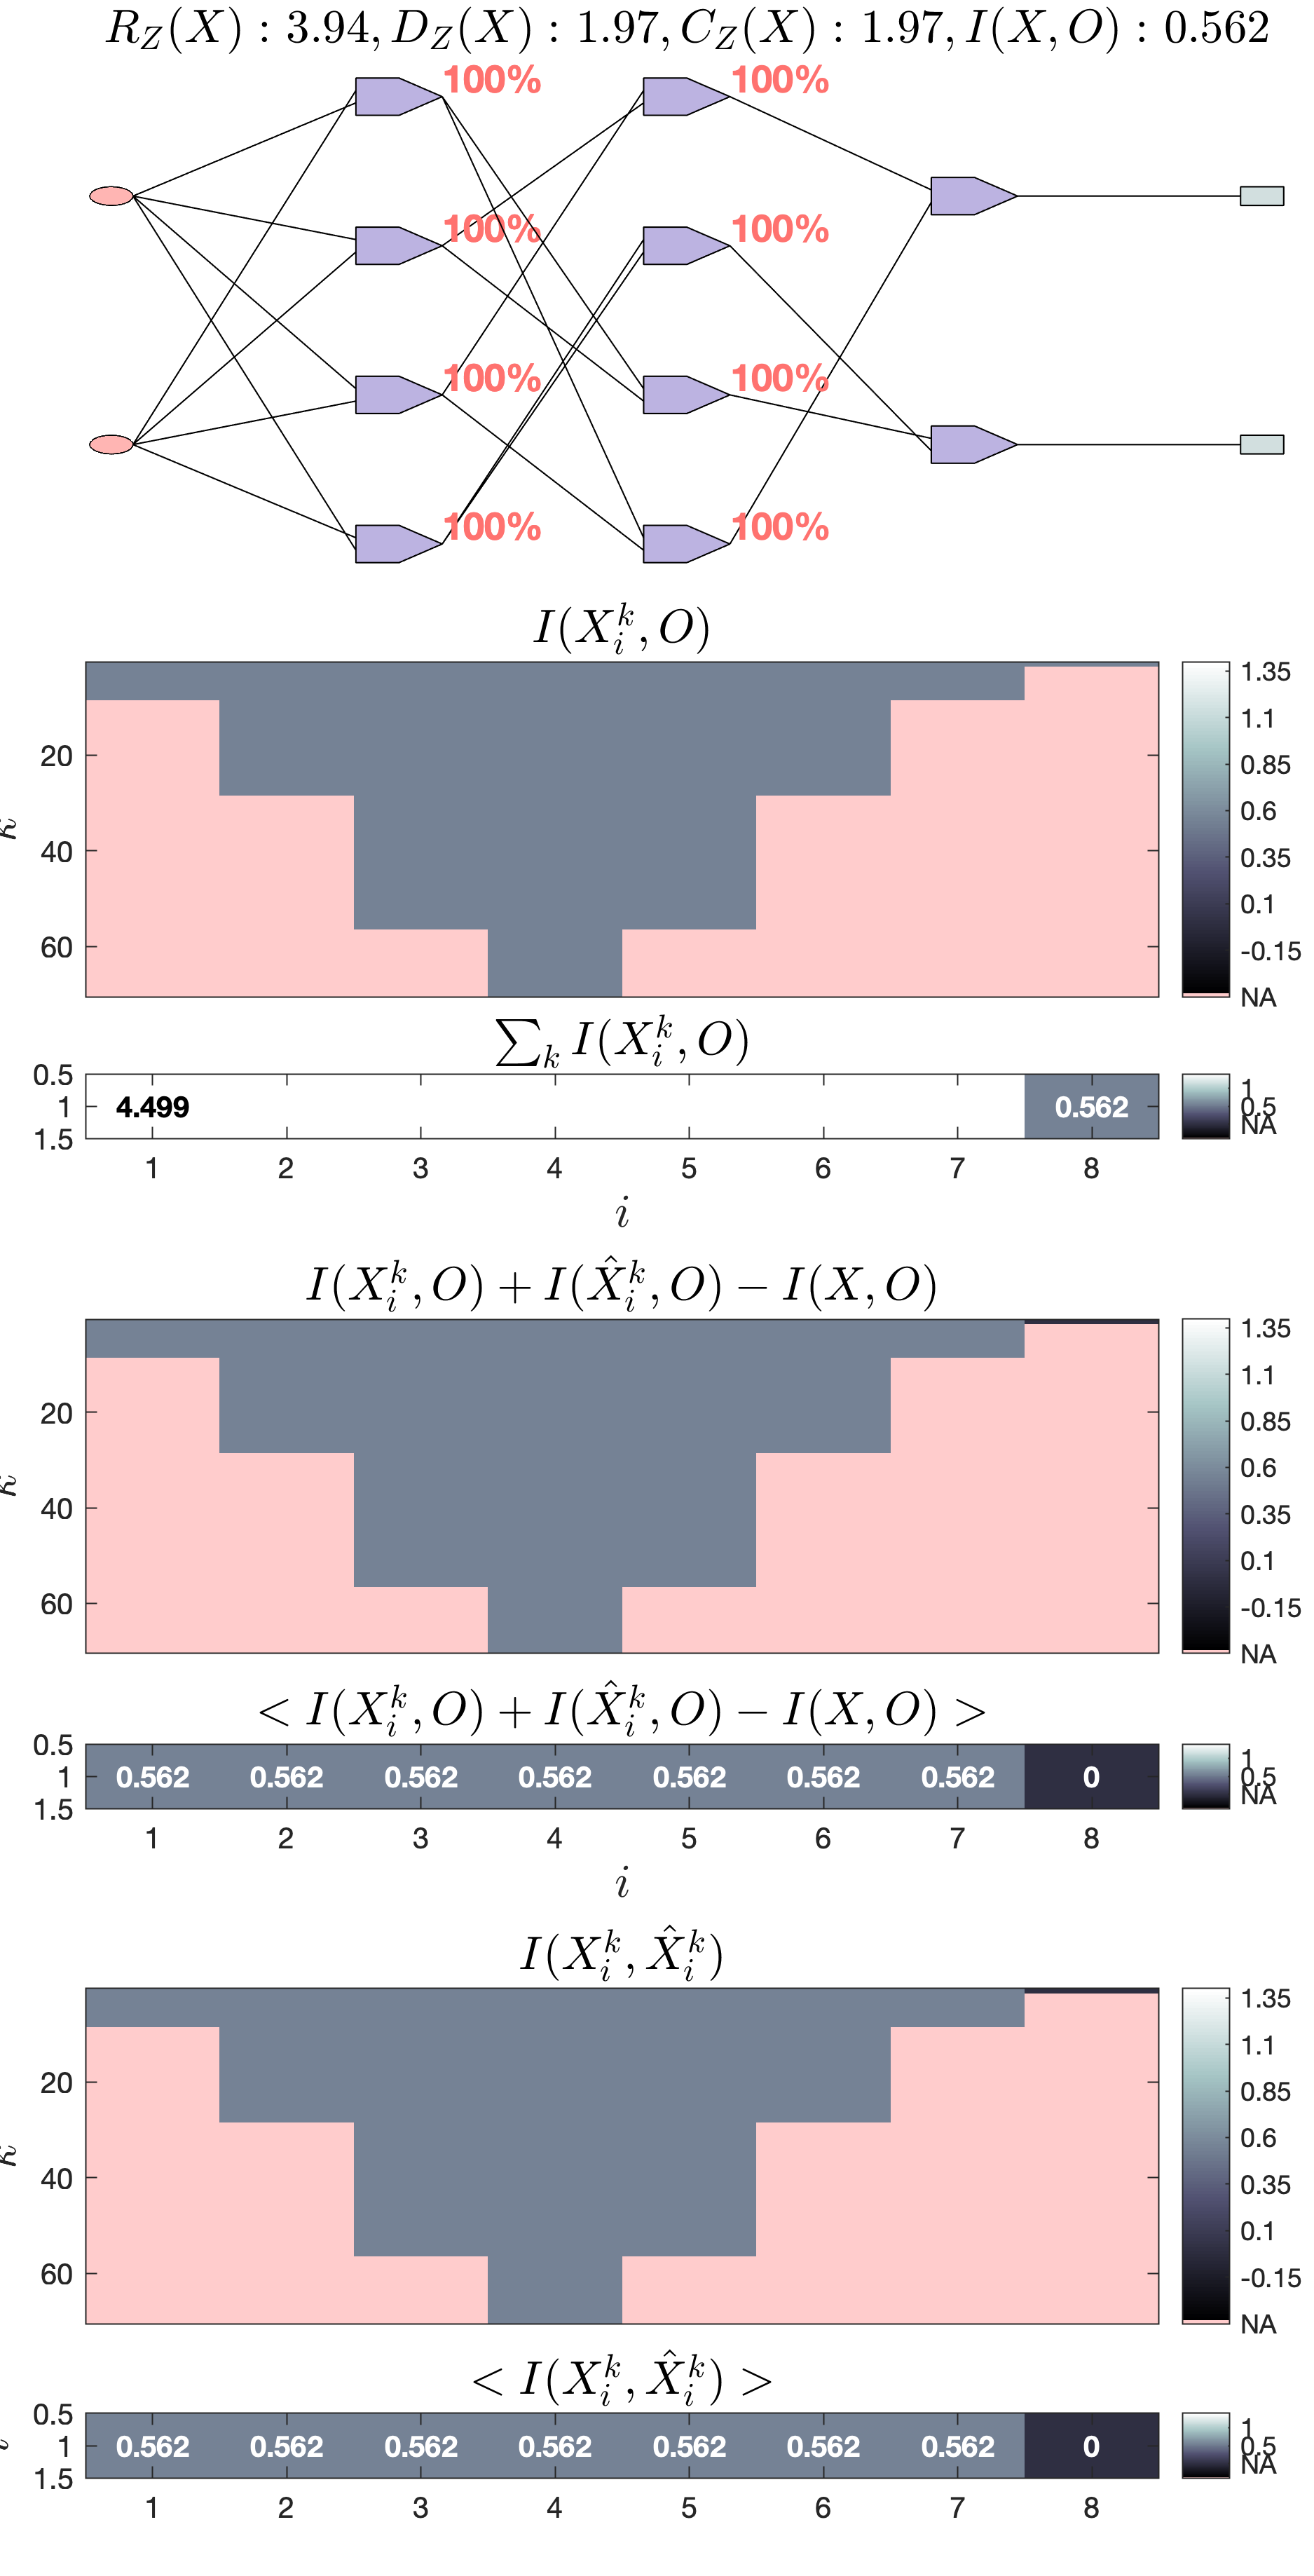 R_Z(X) : 3.94, D_Z(X) : 1.97, C_Z(X) : 1.97, I(X, O) : 0.562
100% 100%
100% 100%
100% 100%
100% 100%
I(X_i^k, O)
20
40
60
k
1.35
1.1
0.85
0.6
0.35
0.1
-0.15
NA
∑_k I(X_i^k, O)
0.5
1
1.5
4.499 0.562
1
0.5
NA
1 2 3 4 5 6 7 8
i
I(X_i^k, O) + I(X̂_i^k, O) − I(X, O)
20
40
60
k
1.35
1.1
0.85
0.6
0.35
0.1
-0.15
NA
< I(X_i^k, O) + I(X̂_i^k, O) − I(X, O) >
0.5
1
1.5
0.562 0.562 0.562 0.562 0.562 0.562 0.562 0
1
0.5
NA
1 2 3 4 5 6 7 8
i
I(X_i^k, X̂_i^k)
20
40
60
k
1.35
1.1
0.85
0.6
0.35
0.1
-0.15
NA
< I(X_i^k, X̂_i^k) >
0.5
1
1.5
0.562 0.562 0.562 0.562 0.562 0.562 0.562 0
1
0.5
NA
1 2 3 4 5 6 7 8